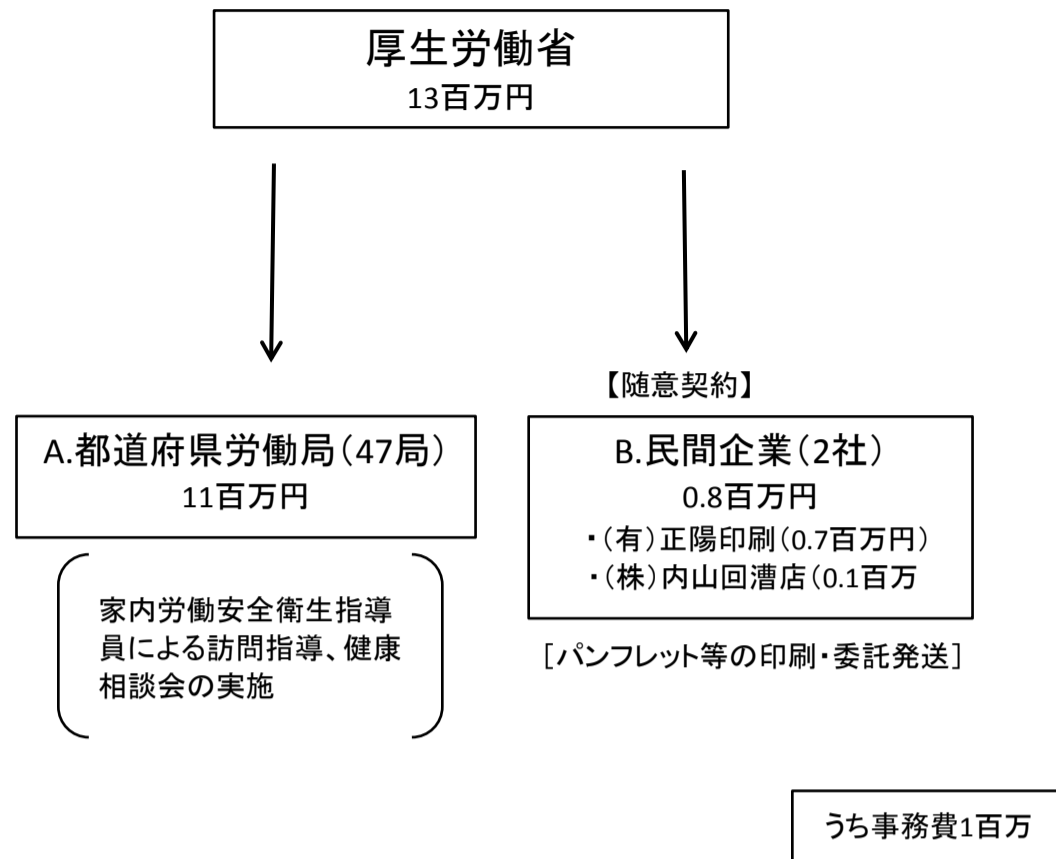 厚生労働省
13百万円
【随意契約】
A.都道府県労働局(47局)
11百万円
家内労働安全衛生指導
員による訪問指導、健康
相談会の実施
B.民間企業(2社)
0.8百万円
・(有)正陽印刷(0.7百万円)
・(株)内山回漕店(0.1百万
[パンフレット等の印刷・委託発送]
うち事務費1百万